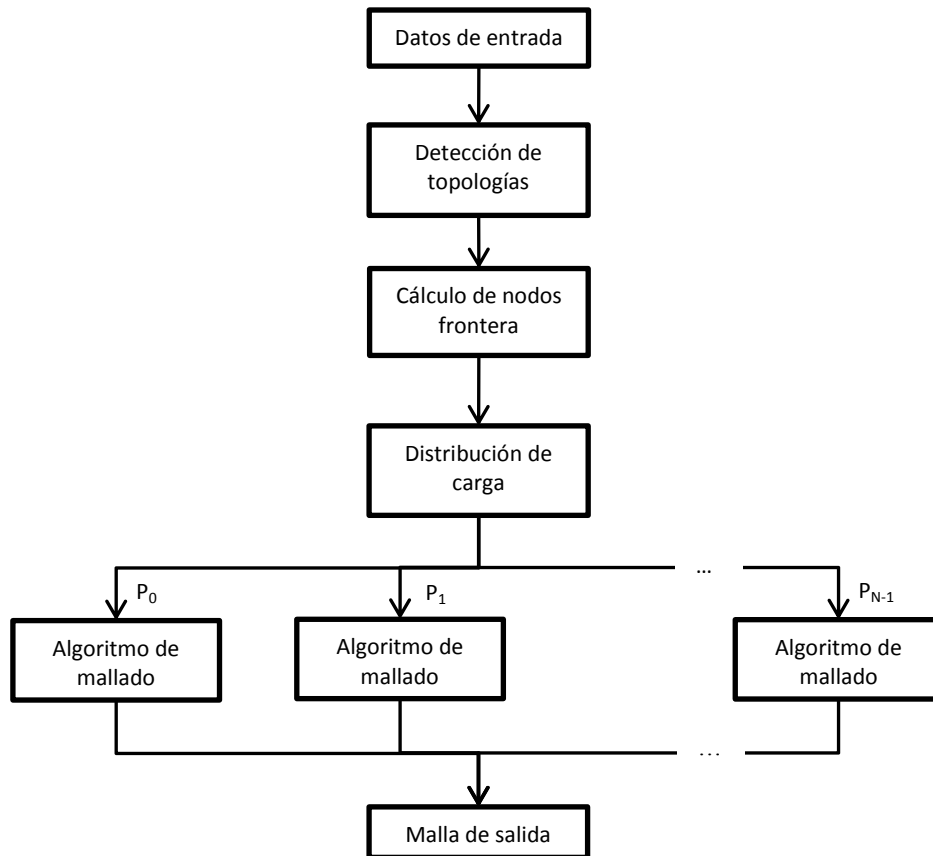 Datos de entrada
Detección de
topologías
Cálculo de nodos
frontera
Distribución de
carga
...
P0
P1
PN-1
Algoritmo de
mallado
Algoritmo de
mallado
Algoritmo de
mallado
...
Malla de salida